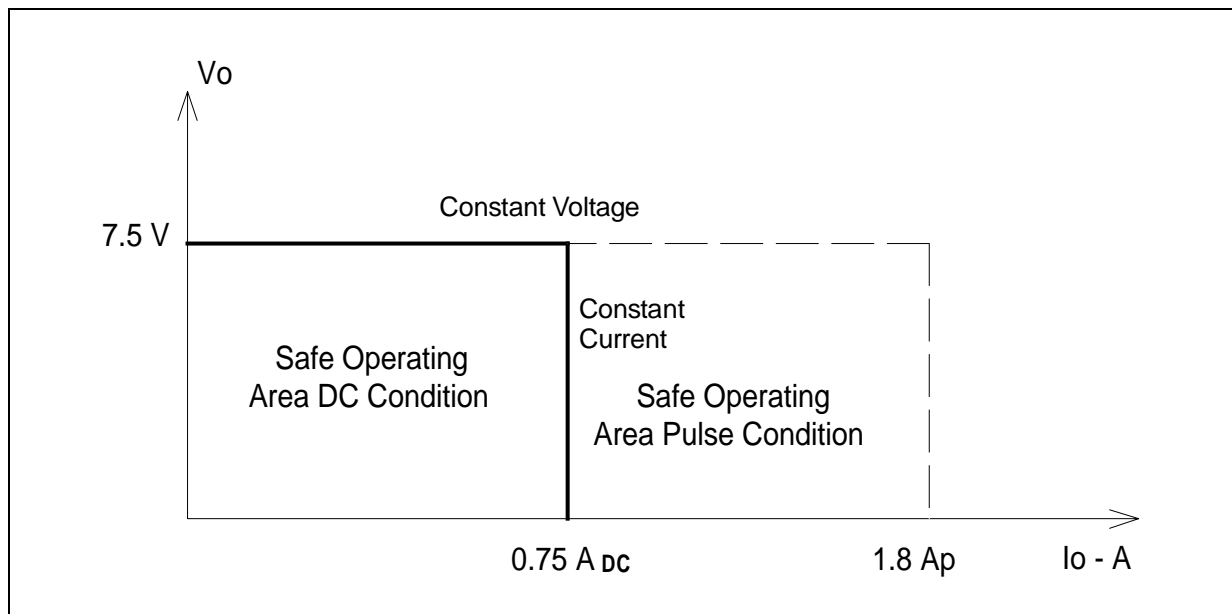 Vo
Constant Voltage
7.5 V
Constant
Current
Safe Operating
Area DC Condition
Safe Operating
Area Pulse Condition
0.75 A DC
1.8 Ap
Io - A